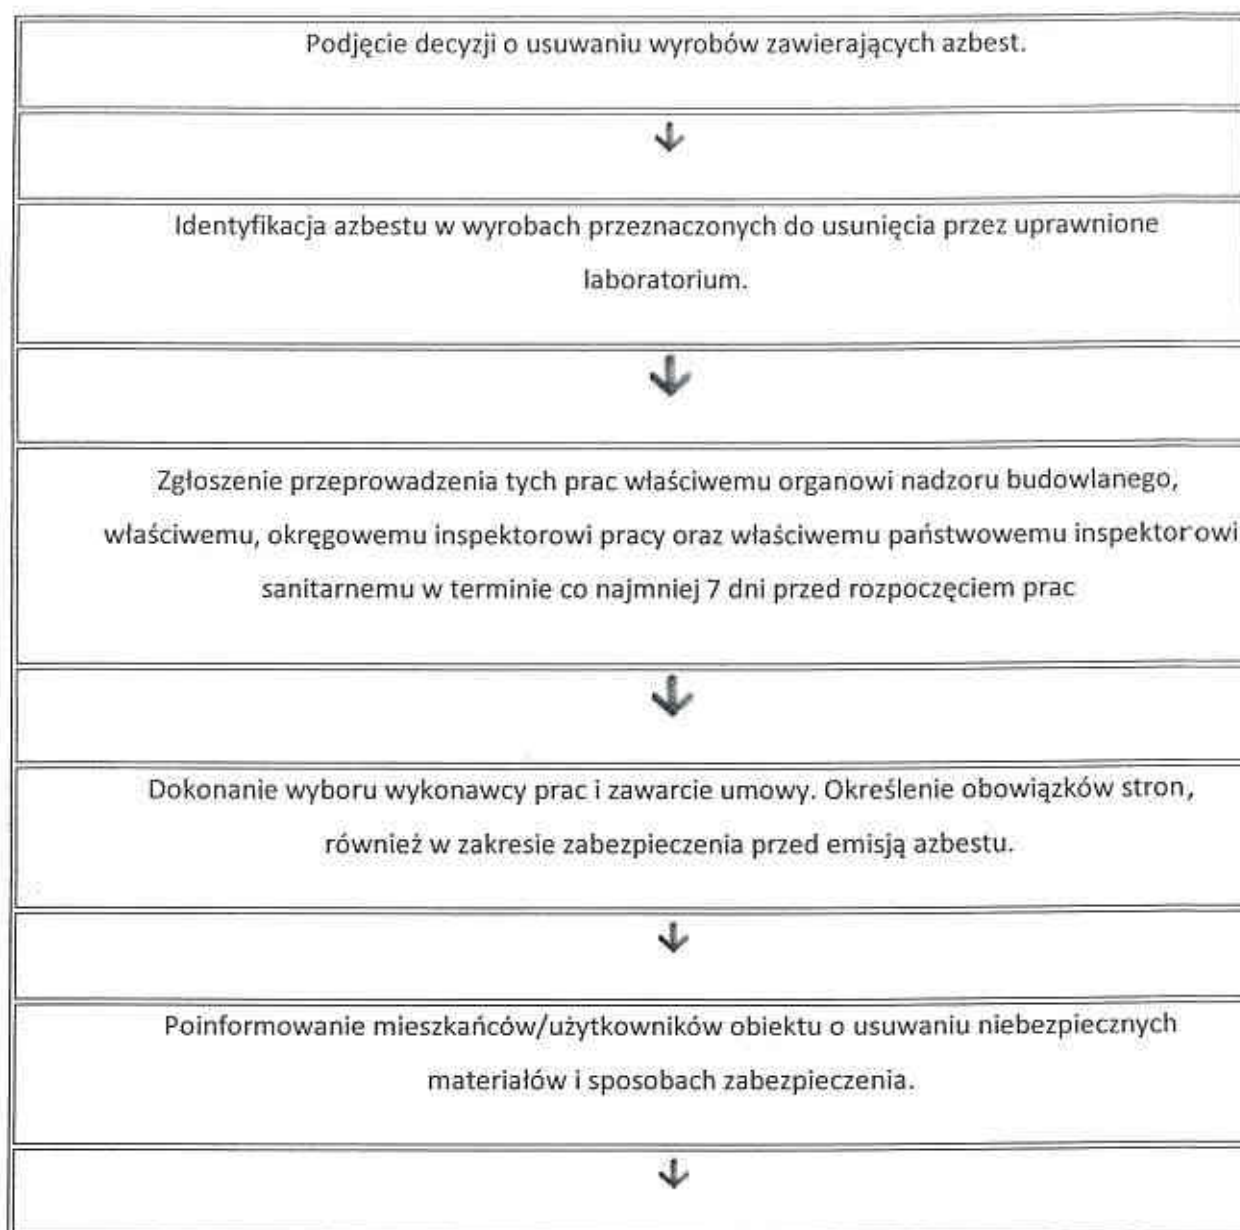 Podjęcie decyzji o usuwaniu wyrobów zawierających azbest.
↓
Identyfikacja azbestu w wyrobach przeznaczonych do usunięcia przez uprawnione
laboratorium.
↓
Zgłoszenie przeprowadzenia tych prac właściwemu organowi nadzoru budowlanego,
właściwemu, okręgowemu inspektorowi pracy oraz właściwemu państwowemu inspektorowi
sanitarnemu w terminie co najmniej 7 dni przed rozpoczęciem prac
↓
Dokonanie wyboru wykonawcy prac i zawarcie umowy. Określenie obowiązków stron,
również w zakresie zabezpieczenia przed emisją azbestu.
↓
Poinformowanie mieszkańców/użytkowników obiektu o usuwaniu niebezpiecznych
materiałów i sposobach zabezpieczenia.
↓